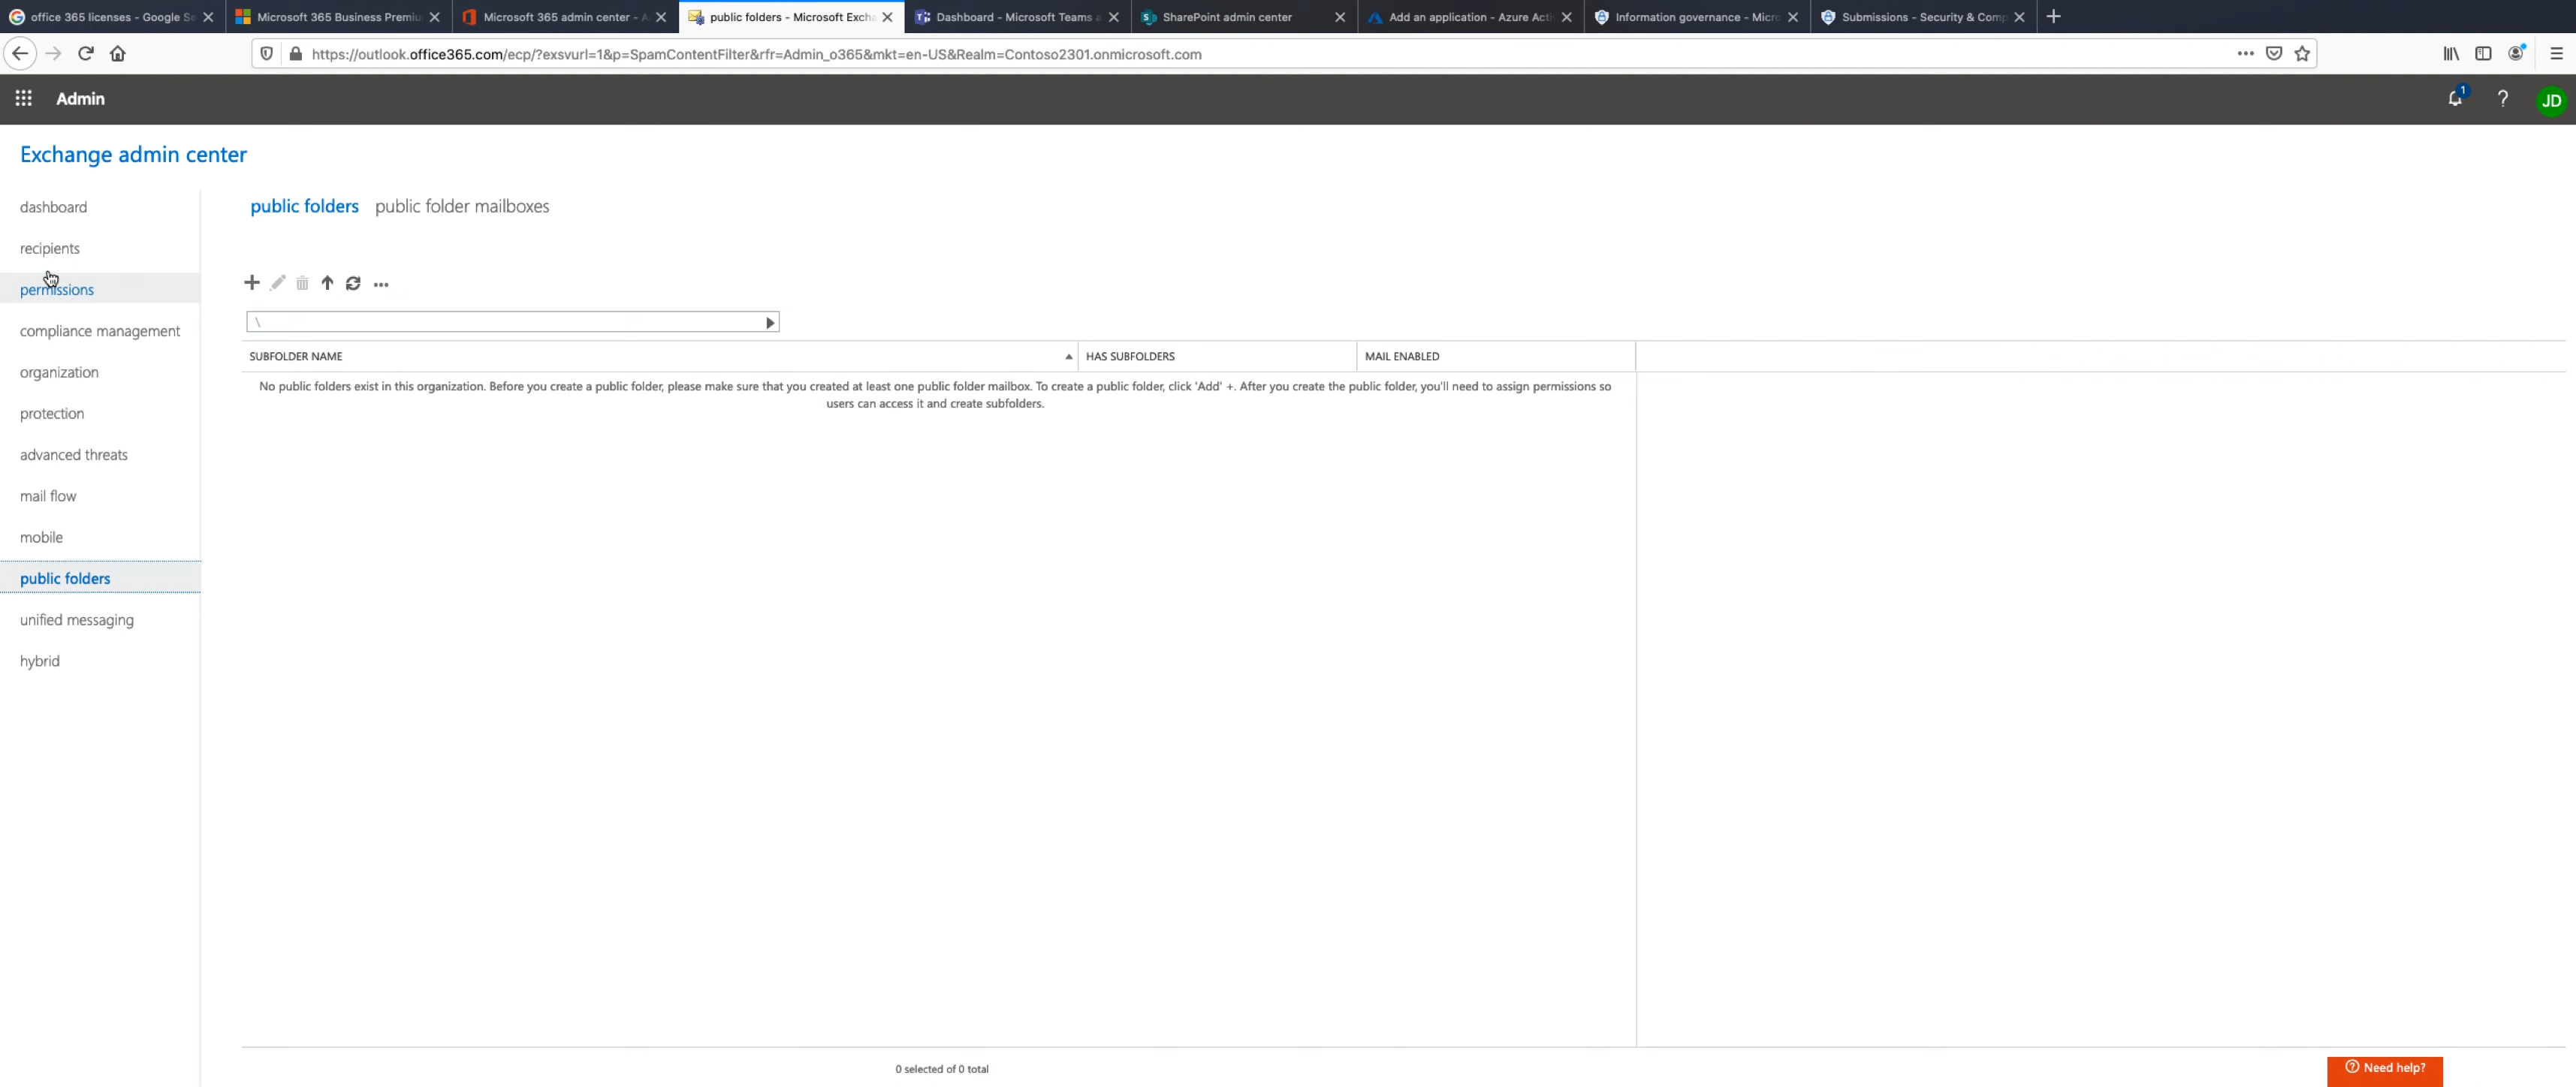 office 365 licenses - Google Se
Microsoft 365 Business Premiu
Microsoft 365 admin center - A
public folders - Microsoft Excha
Dashboard - Microsoft Teams a
SharePoint admin center
Add an application - Azure Acti
Information governance - Micro
Submissions - Security & Comp
https://outlook.office365.com/ecp/?exsvurl=1&p=SpamContentFilter&rfr=Admin_o365&mkt=en-US&Realm=Contoso2301.onmicrosoft.com
Admin
1
?
JD
Exchange admin center
dashboard
recipients
permissions
compliance management
organization
protection
advanced threats
mail flow
mobile
public folders
unified messaging
hybrid
public folders public folder mailboxes
\
SUBFOLDER NAME HAS SUBFOLDERS MAIL ENABLED
No public folders exist in this organization. Before you create a public folder, please make sure that you created at least one public folder mailbox. To create a public folder, click 'Add' +. After you create the public folder, you'll need to assign permissions so
users can access it and create subfolders.
0 selected of 0 total
Need help?